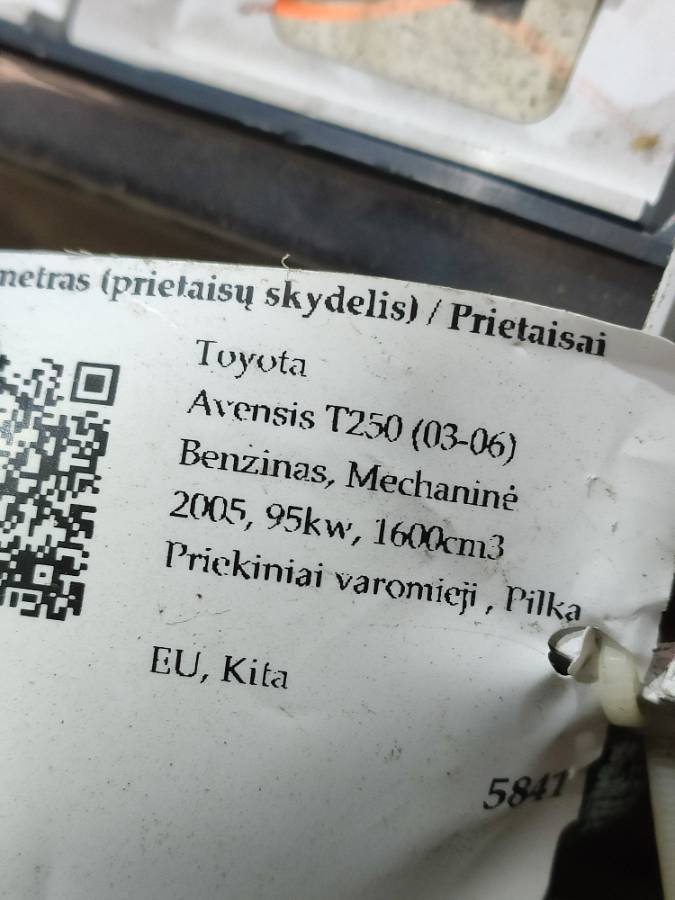 metras (prietaisų skydelis) / Prietaisai
Toyota
Avensis T250 (03-06)
Benzinas, Mechaninė
2005, 95kw, 1600cm3
Priekiniai varomieji , Pilka
EU, Kita
5841